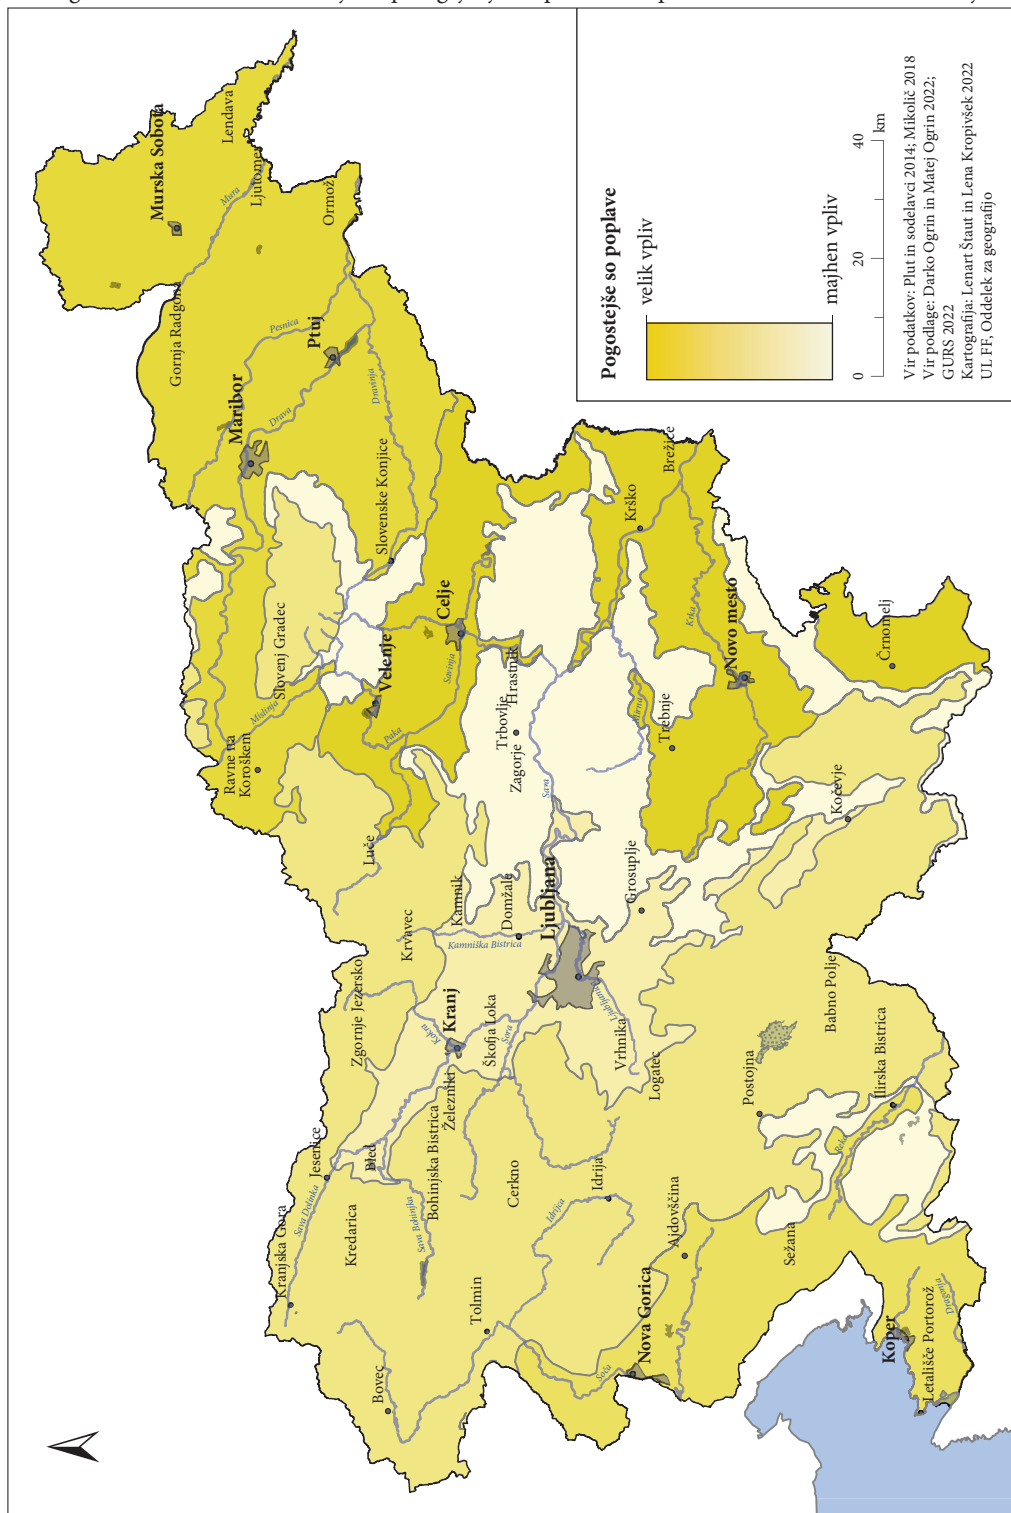 Murska Sobota
Lendava
Ljutomer
Mura
Ormož
Gornja Radgona
Pesnica
Ptuj
Maribor
Drava
Dravinja
Slovenske Konjice
Slovenj Gradec
Mislinja
Ravne na
Koroškem
Velenje
Paka
Celje
Savinja
Hrastnik
Trbovlje
Zagorje
Sava
Brežice
Krško
Krka
Novo mesto
Mirna
Trebnje
Črnomelj
Kočevje
Grosuplje
Luče
Kamnik
Domžale
Ljubljana
Krvavec
Kamniška Bistrica
Zgornje Jezersko
Kokra
Kranj
Škofja Loka
Sora
Ljubljanica
Vrhnika
Logatec
Železniki
Bohinjska Bistrica
Bled
Jesenice
Sava Dolinka
Kranjska Gora
Kredarica
Sava Bohinjka
Cerkno
Idrija
Idrijca
Tolmin
Bovec
Soča
Nova Gorica
Ajdovščina
Postojna
Babno Polje
Ilirska Bistrica
Reka
Sežana
Koper
Letališče Portorož
Dragonja
Pogostejše so poplave
velik vpliv
majhen vpliv
0 20 40
km
Vir podatkov: Plut in sodelavci 2014; Mikolič 2018
Vir podlage: Darko Ogrin in Matej Ogrin 2022;
GURS 2022
Kartografija: Lenart Štaut in Lena Kropivšek 2022
UL FF, Oddelek za geografijo